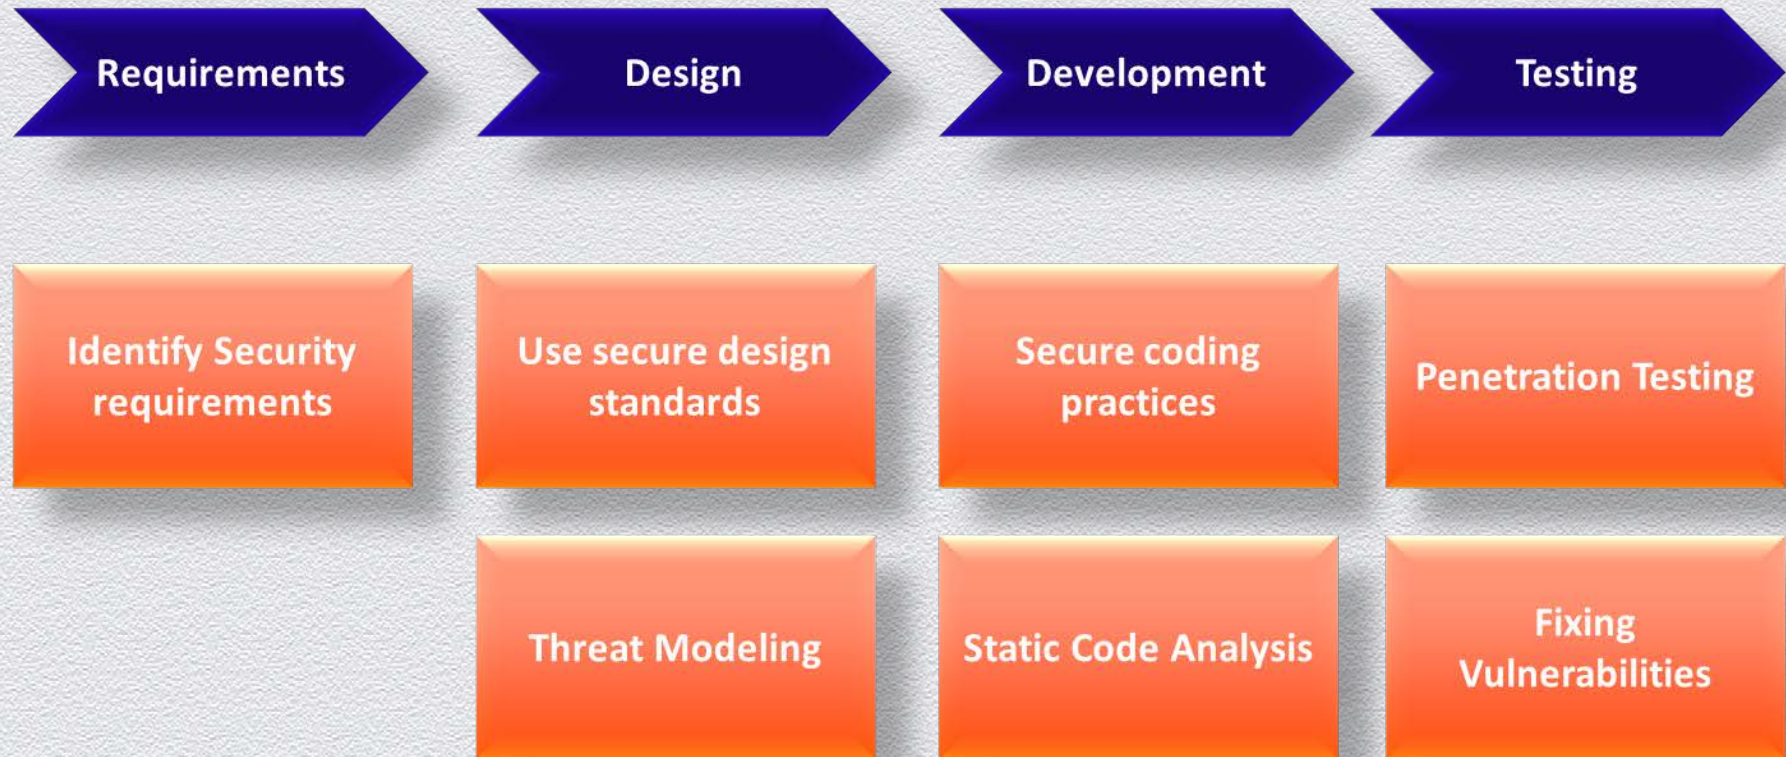 Requirements
Design
Development
Testing
Identify Security
requirements
Use secure design
standards
Secure coding
practices
Penetration Testing
Threat Modeling
Static Code Analysis
Fixing
Vulnerabilities